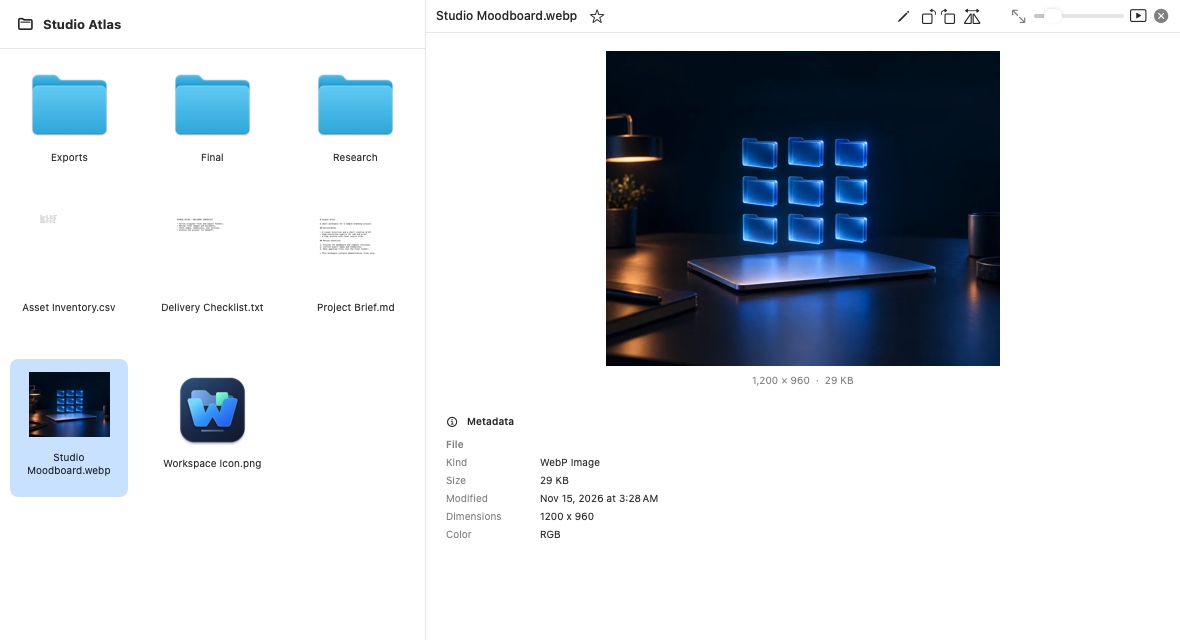 Studio Atlas
Exports
Final
Research
Asset Inventory.csv
Delivery Checklist.txt
Project Brief.md
Studio
Moodboard.webp
Workspace Icon.png
Studio Moodboard.webp
1,200 × 960 · 29 KB
Metadata
File
Kind WebP Image
Size 29 KB
Modified Nov 15, 2026 at 3:28 AM
Dimensions 1200 x 960
Color RGB